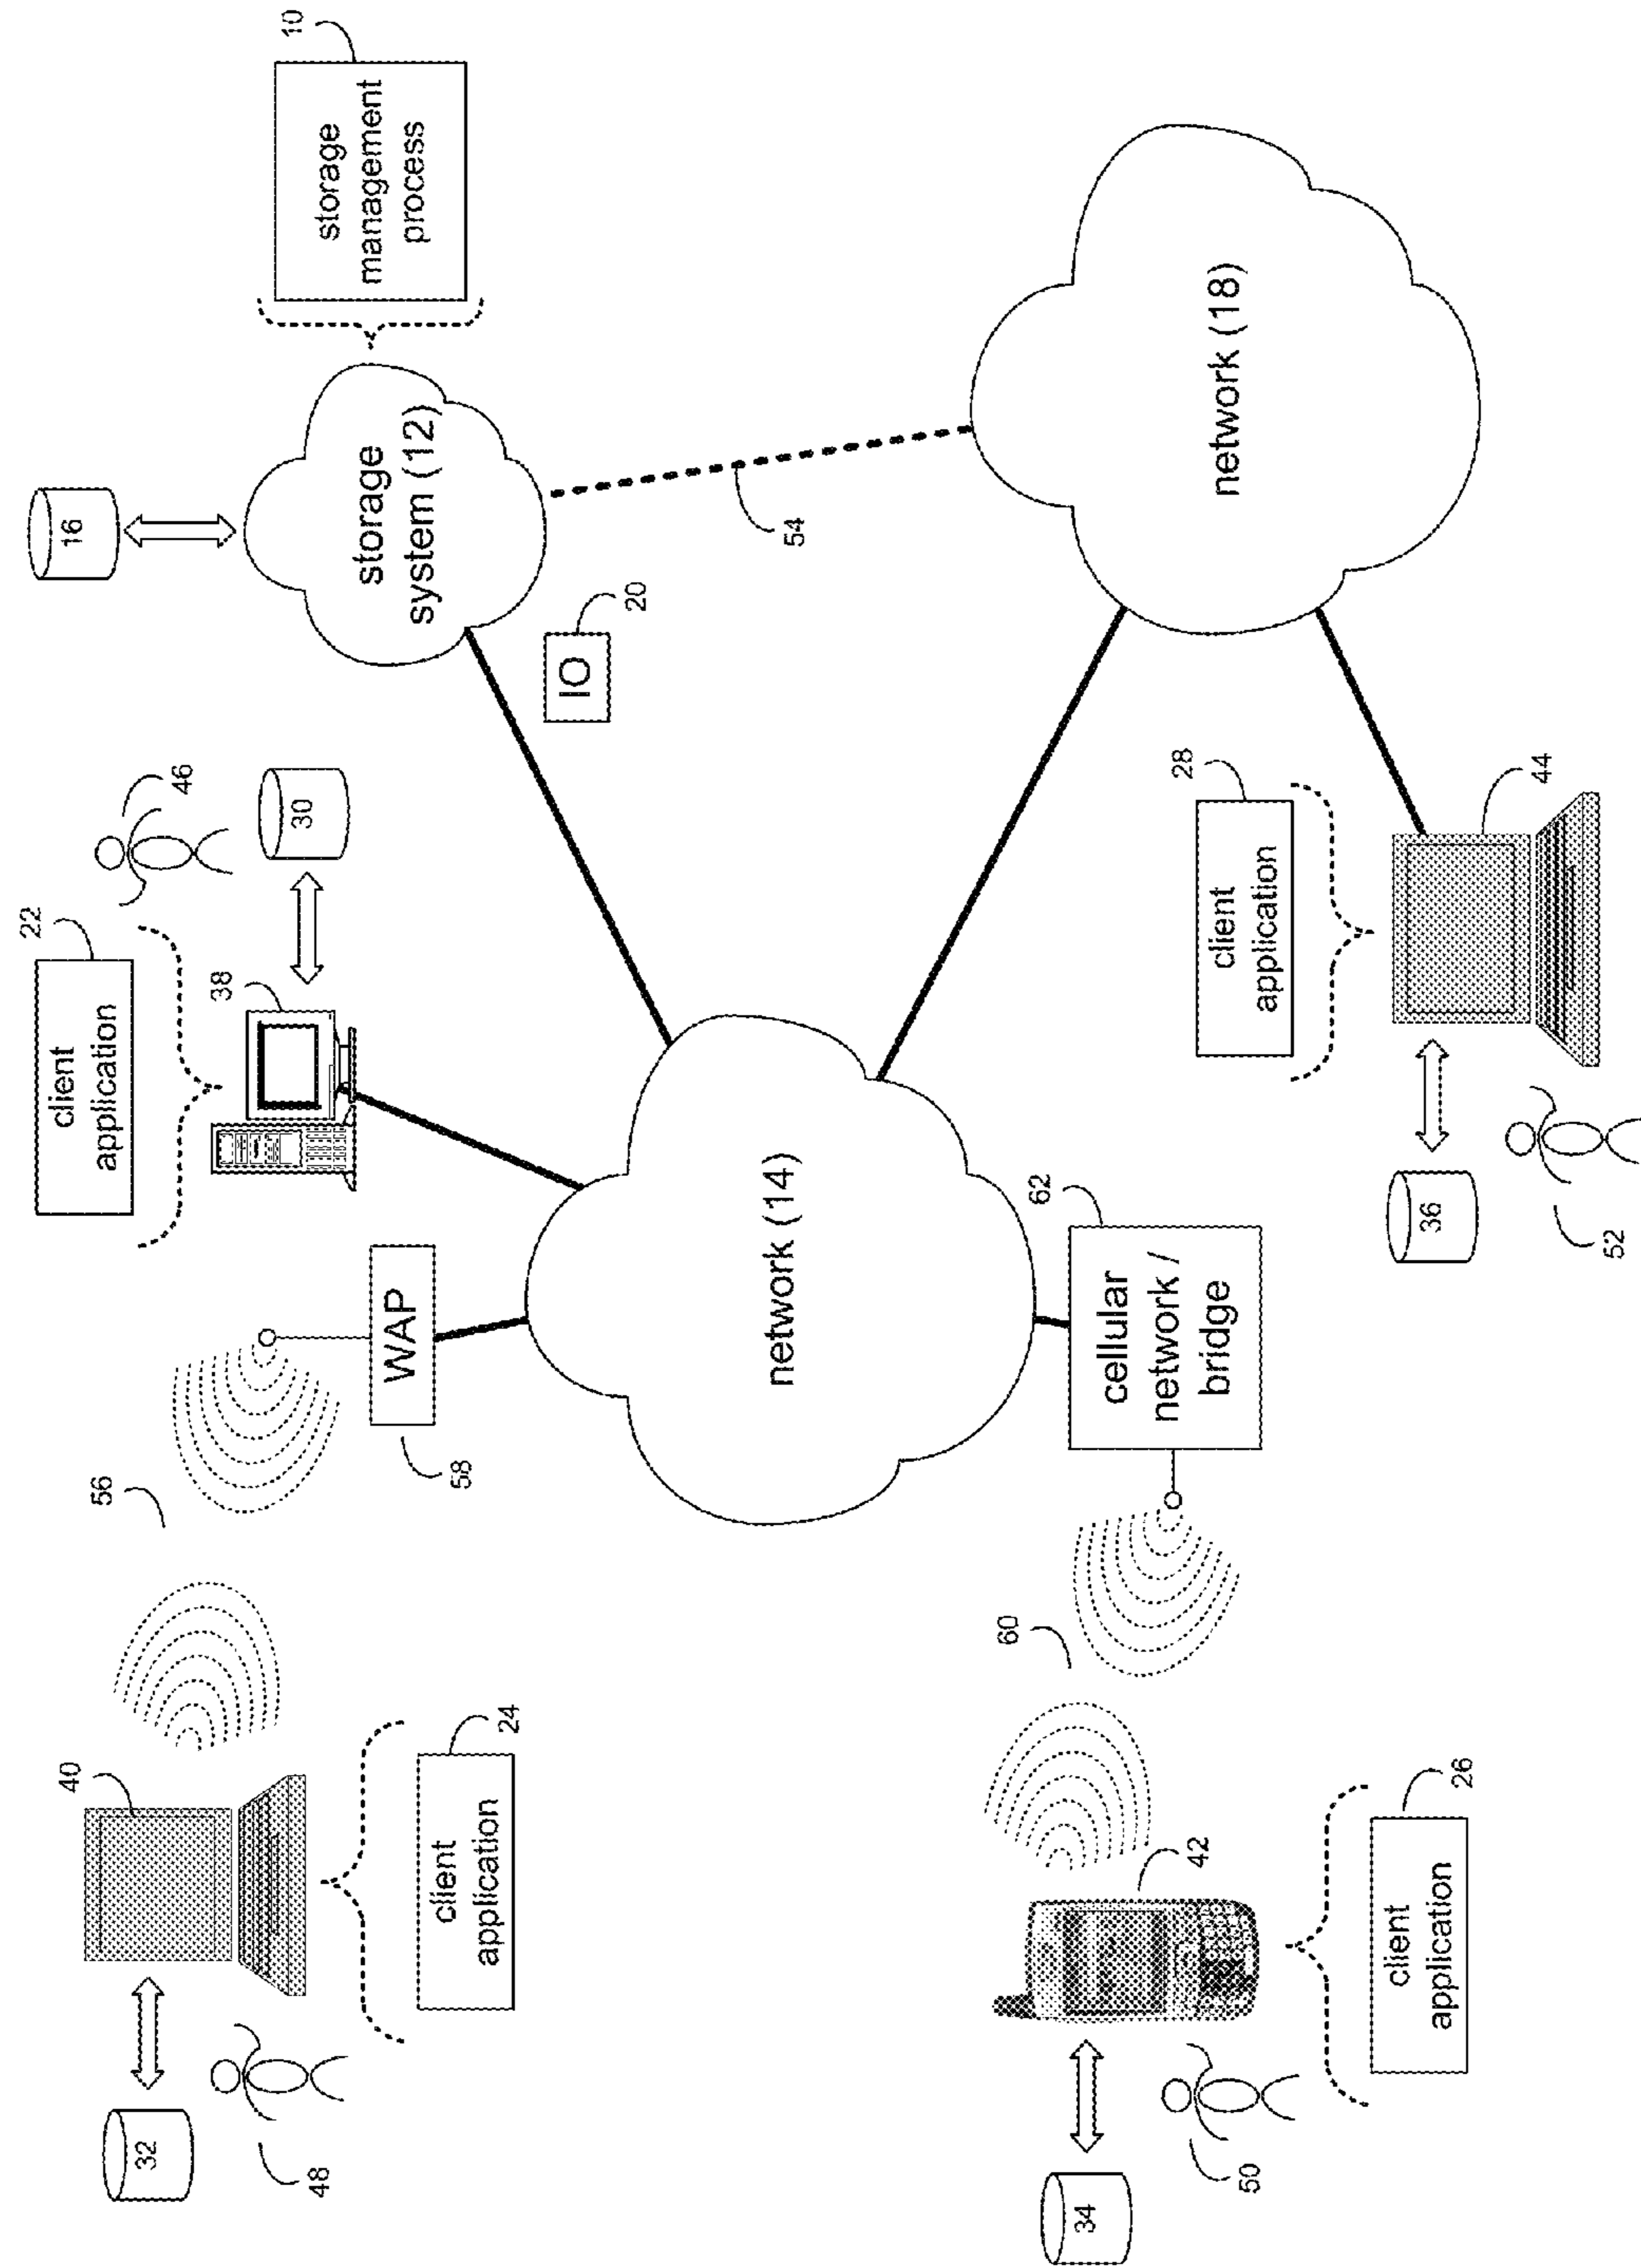 40
32
48
client
application
24
56
WAP
58
client
application
22
38
46
30
16
storage
system (12)
10
storage
management
process
IO
20
54
network (14)
network (18)
60
62
cellular
network /
bridge
42
34
50
client
application
26
28
client
application
44
36
52